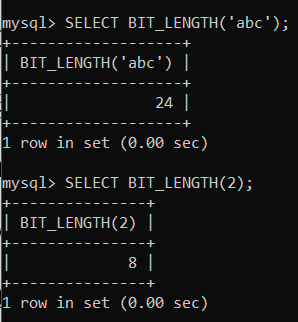 mysql> SELECT BIT_LENGTH('abc');
+-------------------+
| BIT_LENGTH('abc') |
+-------------------+
|                24 |
+-------------------+
1 row in set (0.00 sec)

mysql> SELECT BIT_LENGTH(2);
+---------------+
| BIT_LENGTH(2) |
+---------------+
|             8 |
+---------------+
1 row in set (0.00 sec)